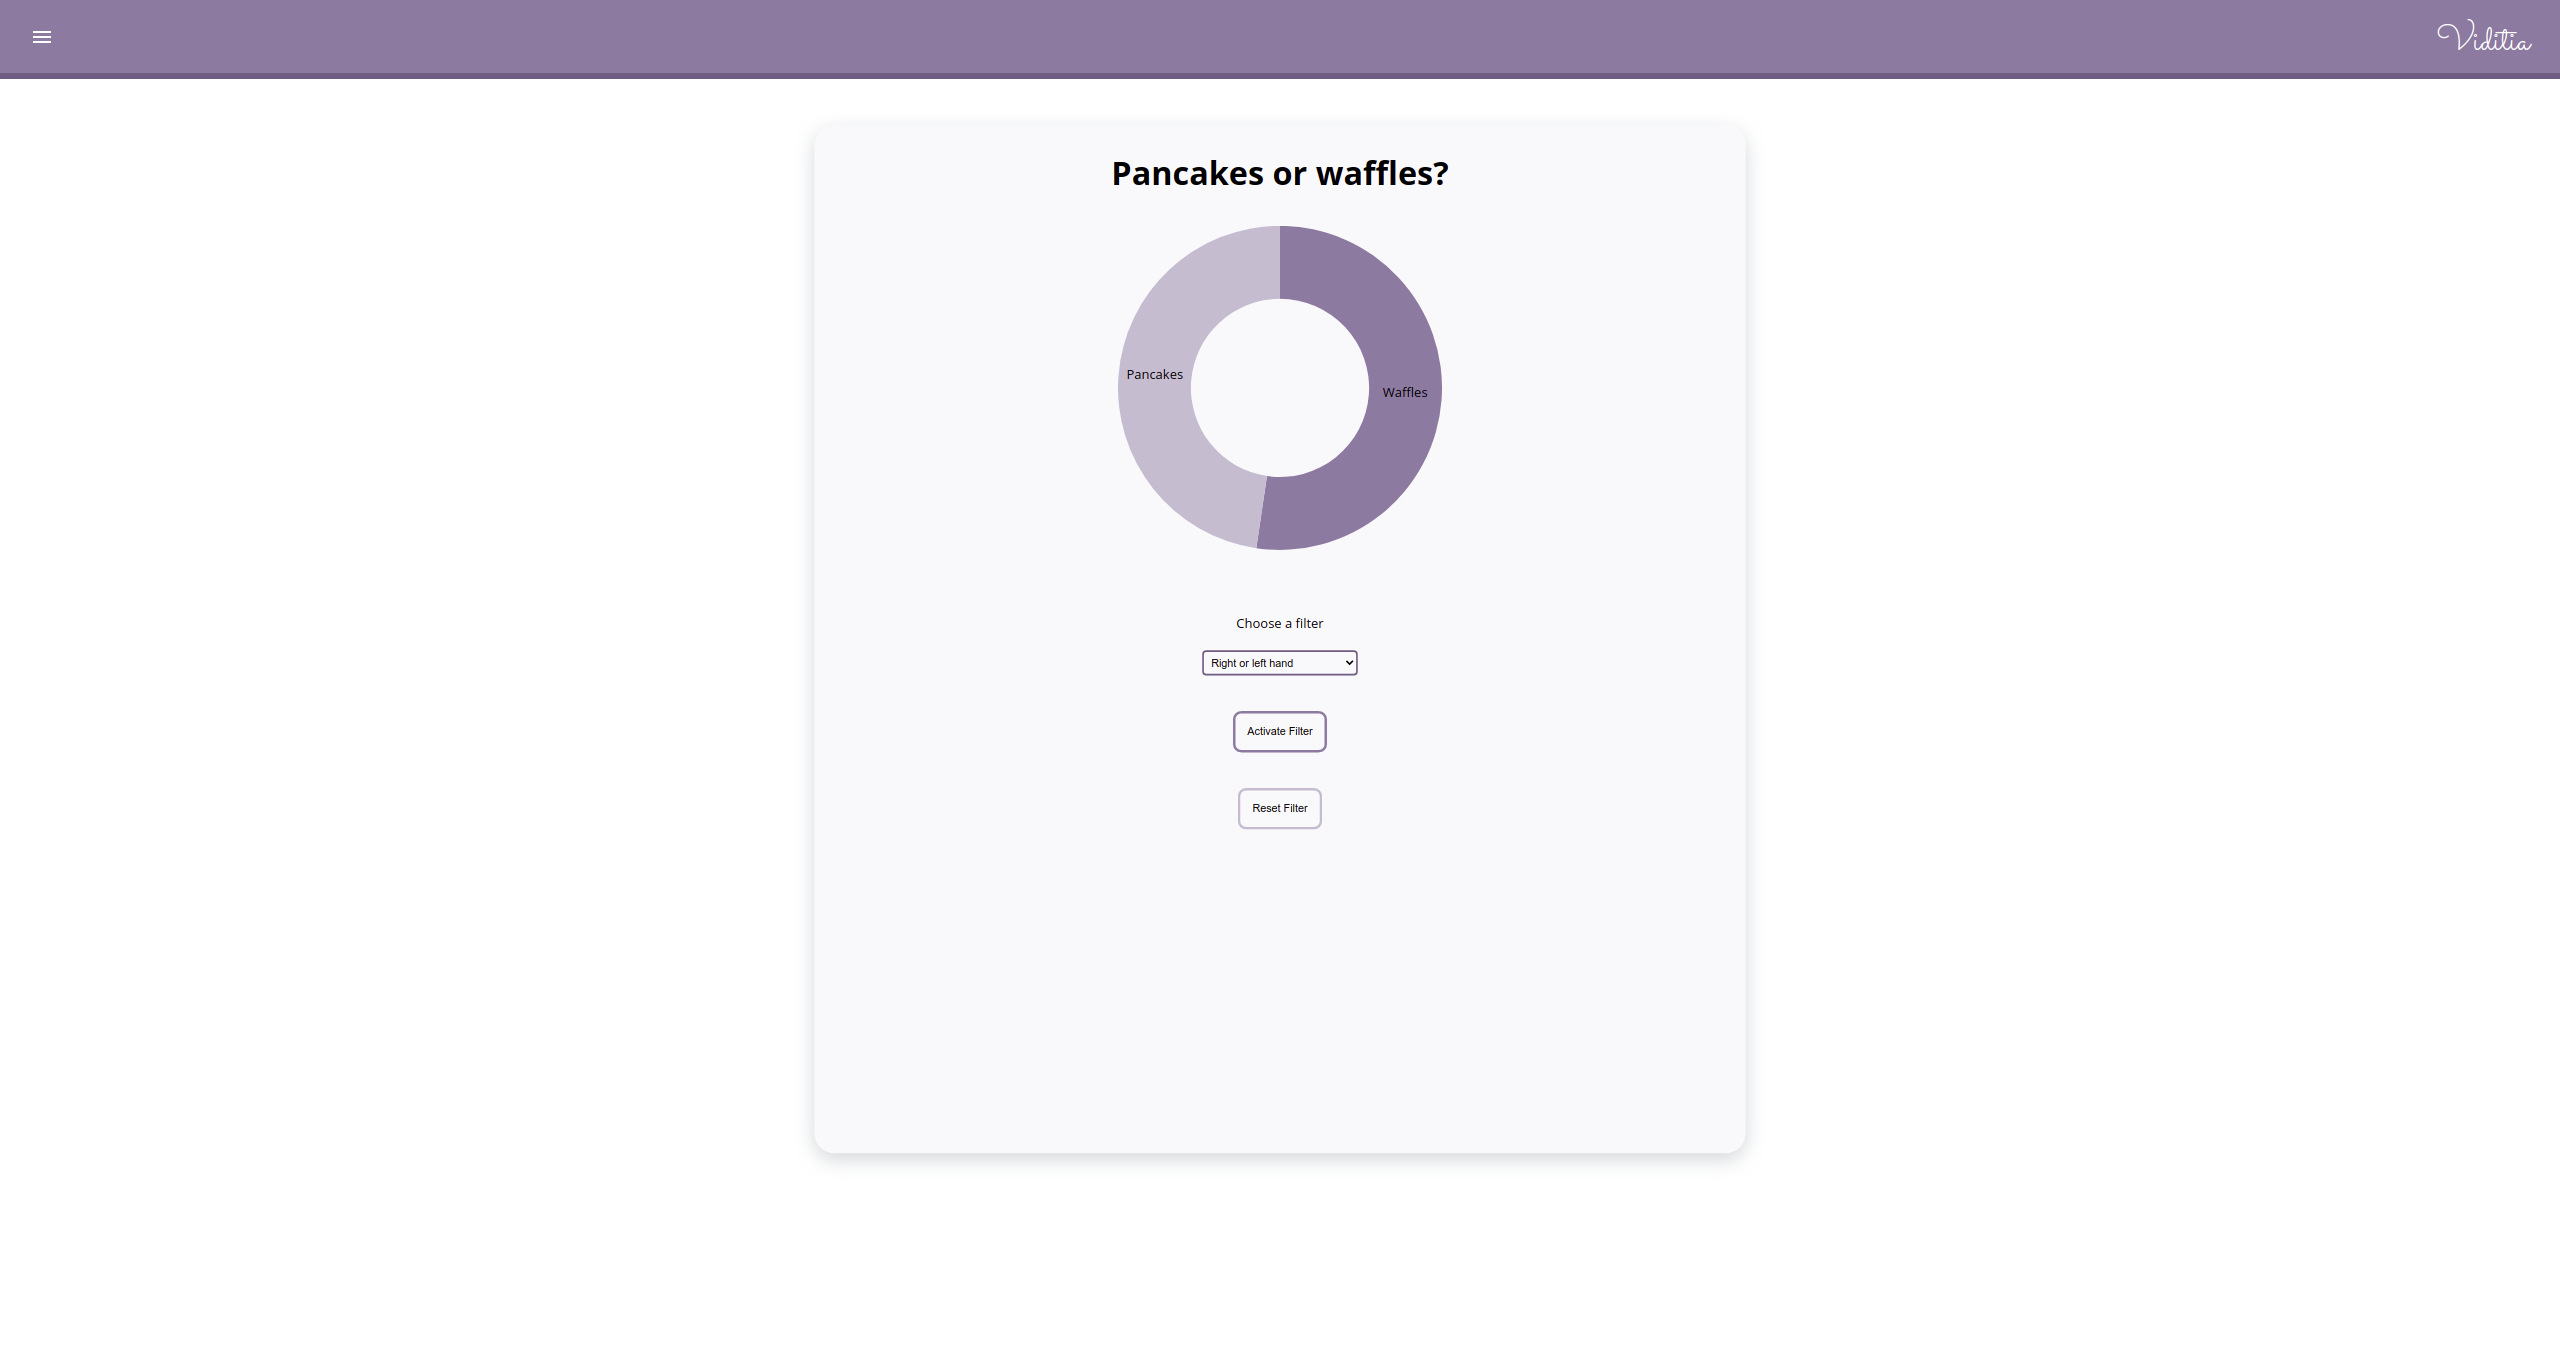 Viditia
Pancakes or waffles?
Pancakes
Waffles
Choose a filter
Right or left hand
Activate Filter
Reset Filter